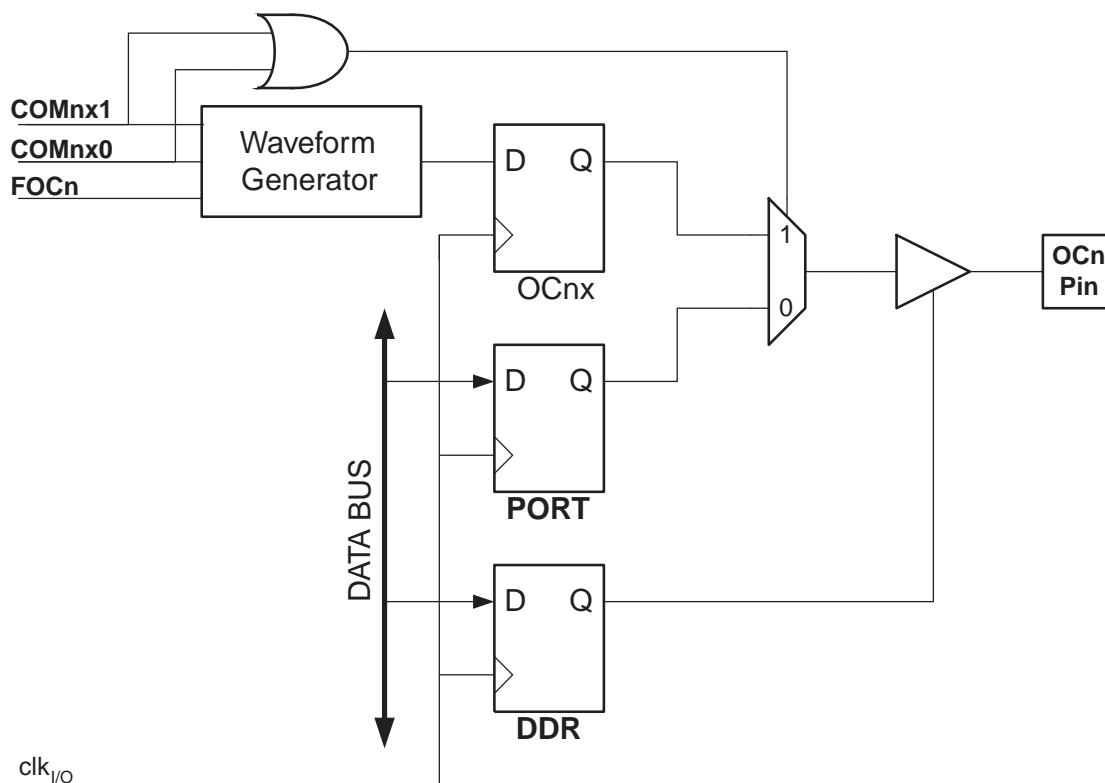 COMnx1
COMnx0
FOCn
Waveform
Generator
D Q
OCnx
1
0
OCn
Pin
D Q
PORT
DATA BUS
D Q
DDR
clkI/O